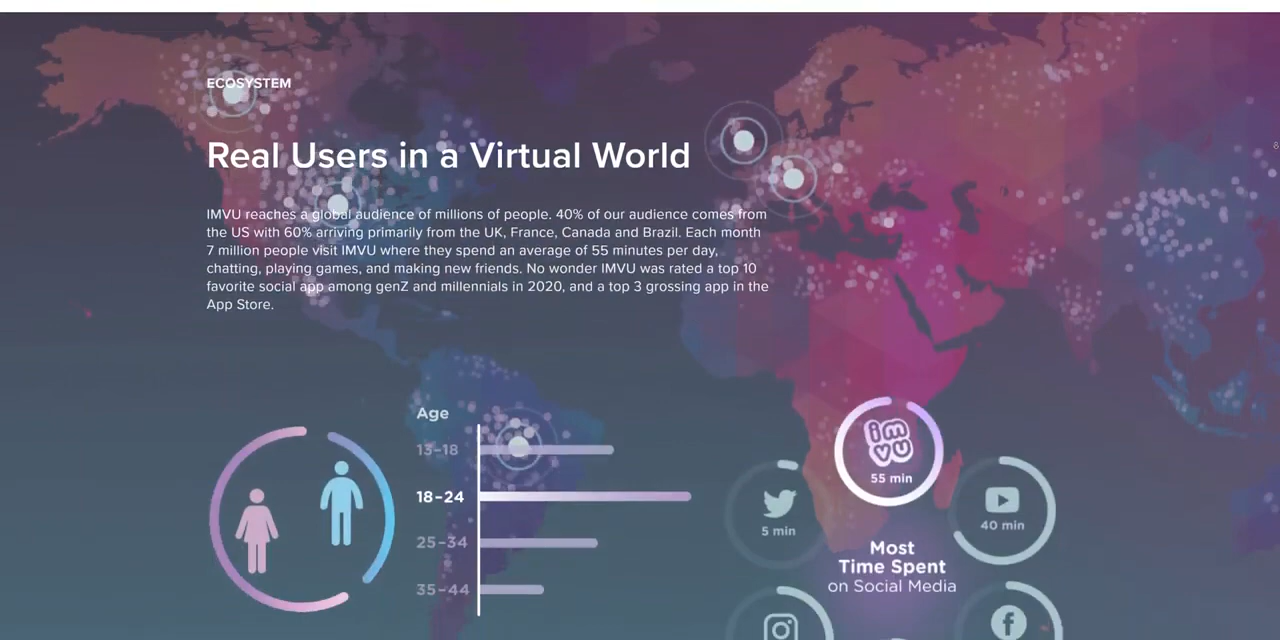 ECOSYSTEM
Real Users in a Virtual World
IMVU reaches a global audience of millions of people. 40% of our audience comes from
the US with 60% arriving primarily from the UK, France, Canada and Brazil. Each month
7 million people visit IMVU where they spend an average of 55 minutes per day,
chatting, playing games, and making new friends. No wonder IMVU was rated a top 10
favorite social app among genZ and millennials in 2020, and a top 3 grossing app in the
App Store.
Age
13–18
18–24
25–34
35–44
imvu
55 min
5 min
40 min
Most
Time Spent
on Social Media